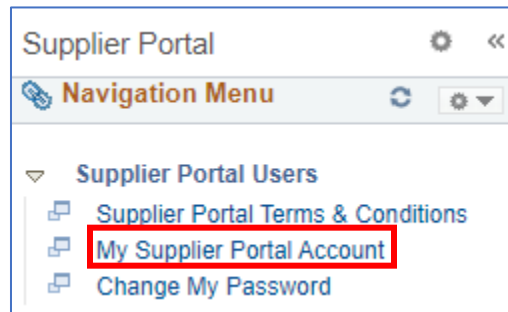 Supplier Portal
Navigation Menu
Supplier Portal Users
Supplier Portal Terms & Conditions
My Supplier Portal Account
Change My Password